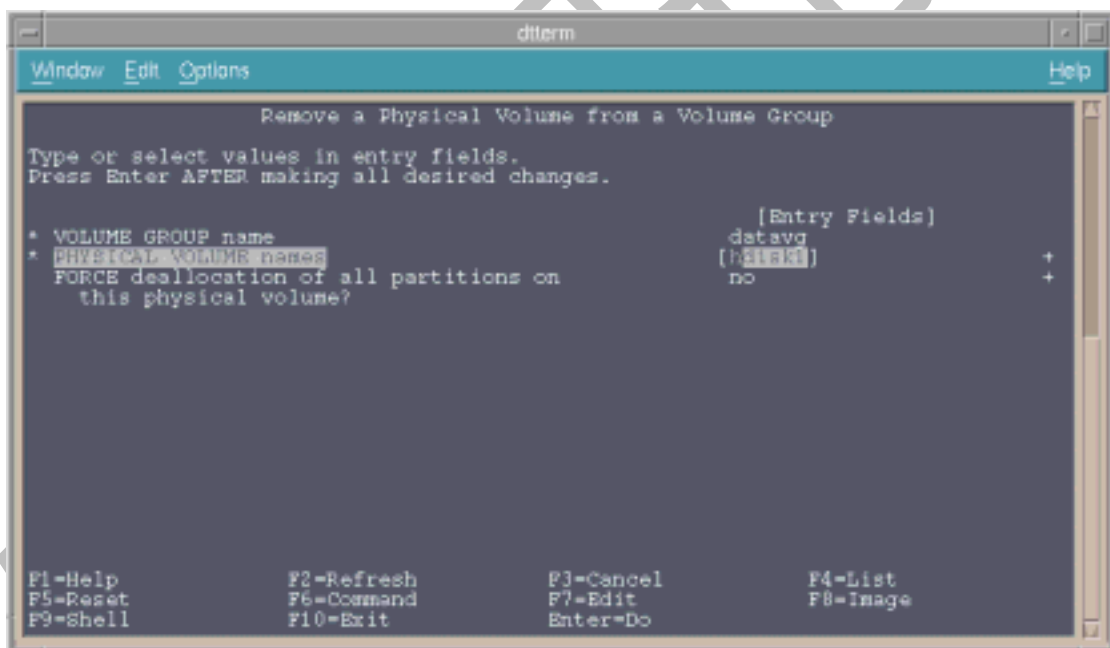 dtterm
Window Edit Options Help
Remove a Physical Volume from a Volume Group
Type or select values in entry fields.
Press Enter AFTER making all desired changes.
[Entry Fields]
* VOLUME GROUP name datavg
* PHYSICAL VOLUME names [hdisk1] +
FORCE deallocation of all partitions on no +
this physical volume?
F1=Help F2=Refresh F3=Cancel F4=List
F5=Reset F6=Command F7=Edit F8=Image
F9=Shell F10=Exit Enter=Do